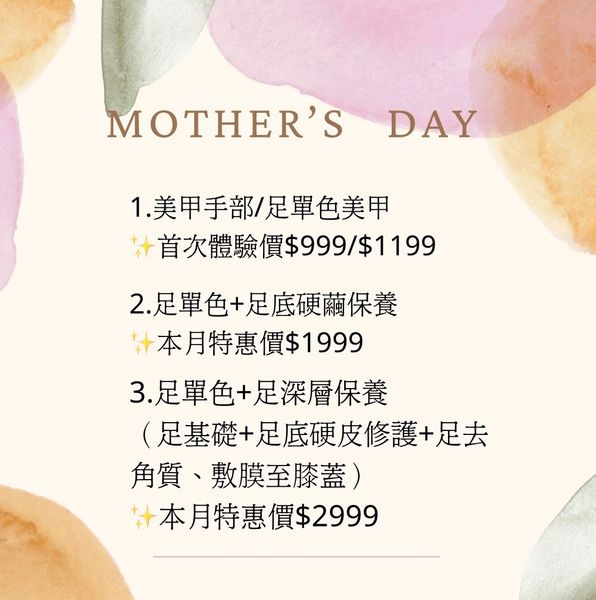 MOTHER'S DAY
1.美甲手部/足單色美甲
✨首次體驗價$999/$1199
2.足單色+足底硬繭保養
✨本月特惠價$1999
3.足單色+足深層保養
（足基礎+足底硬皮修護+足去
角質、敷膜至膝蓋）
✨本月特惠價$2999